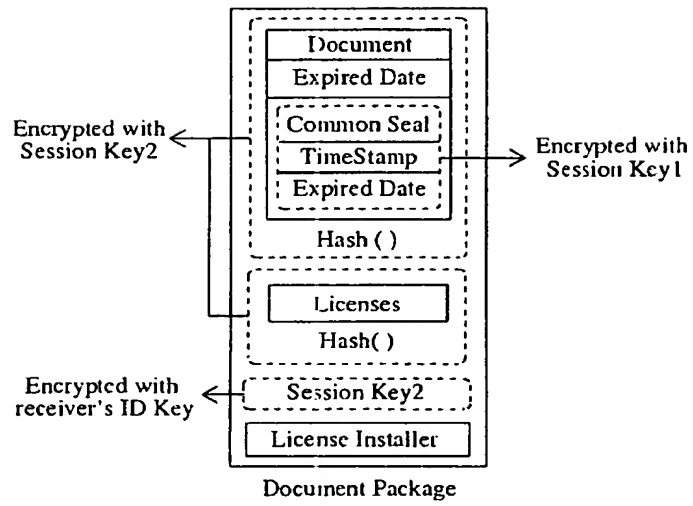 Document
Expired Date
Encrypted with
Session Key2
Common Seal
TimeStamp
Expired Date
Encrypted with
Session Key1
Hash ( )
Licenses
Hash( )
Encrypted with
receiver's ID Key
Session Key2
License Installer
Document Package